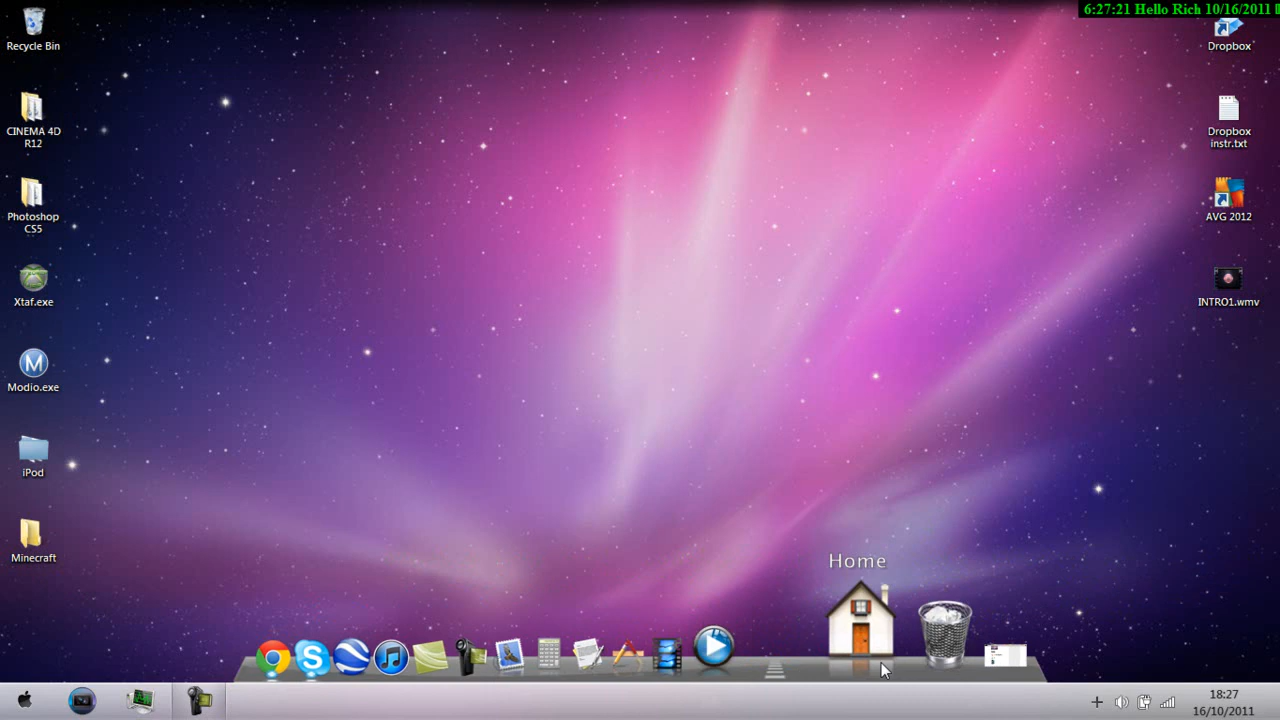 6:27:21 Hello Rich 10/16/2011
Recycle Bin
Dropbox
CINEMA 4D
R12
Dropbox
instr.txt
Photoshop
CS5
AVG 2012
Xtaf.exe
INTRO1.wmv
M
Modio.exe
iPod
Minecraft
Home
S
18:27
16/10/2011